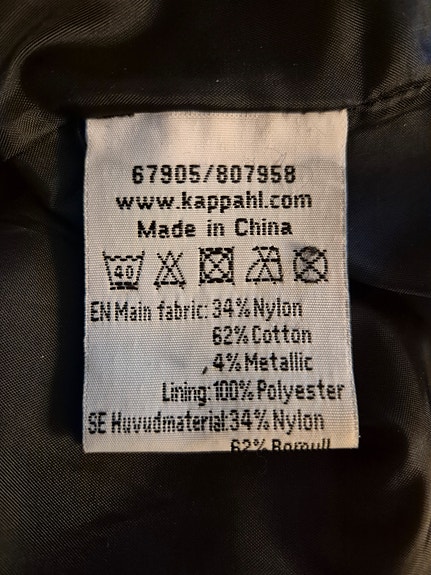 67905/807958
www.kappahl.com
Made in China
40
EN Main fabric: 34% Nylon
62% Cotton
,4% Metallic
Lining: 100% Polyester
SE Huvudmaterial: 34% Nylon
62% Bomull